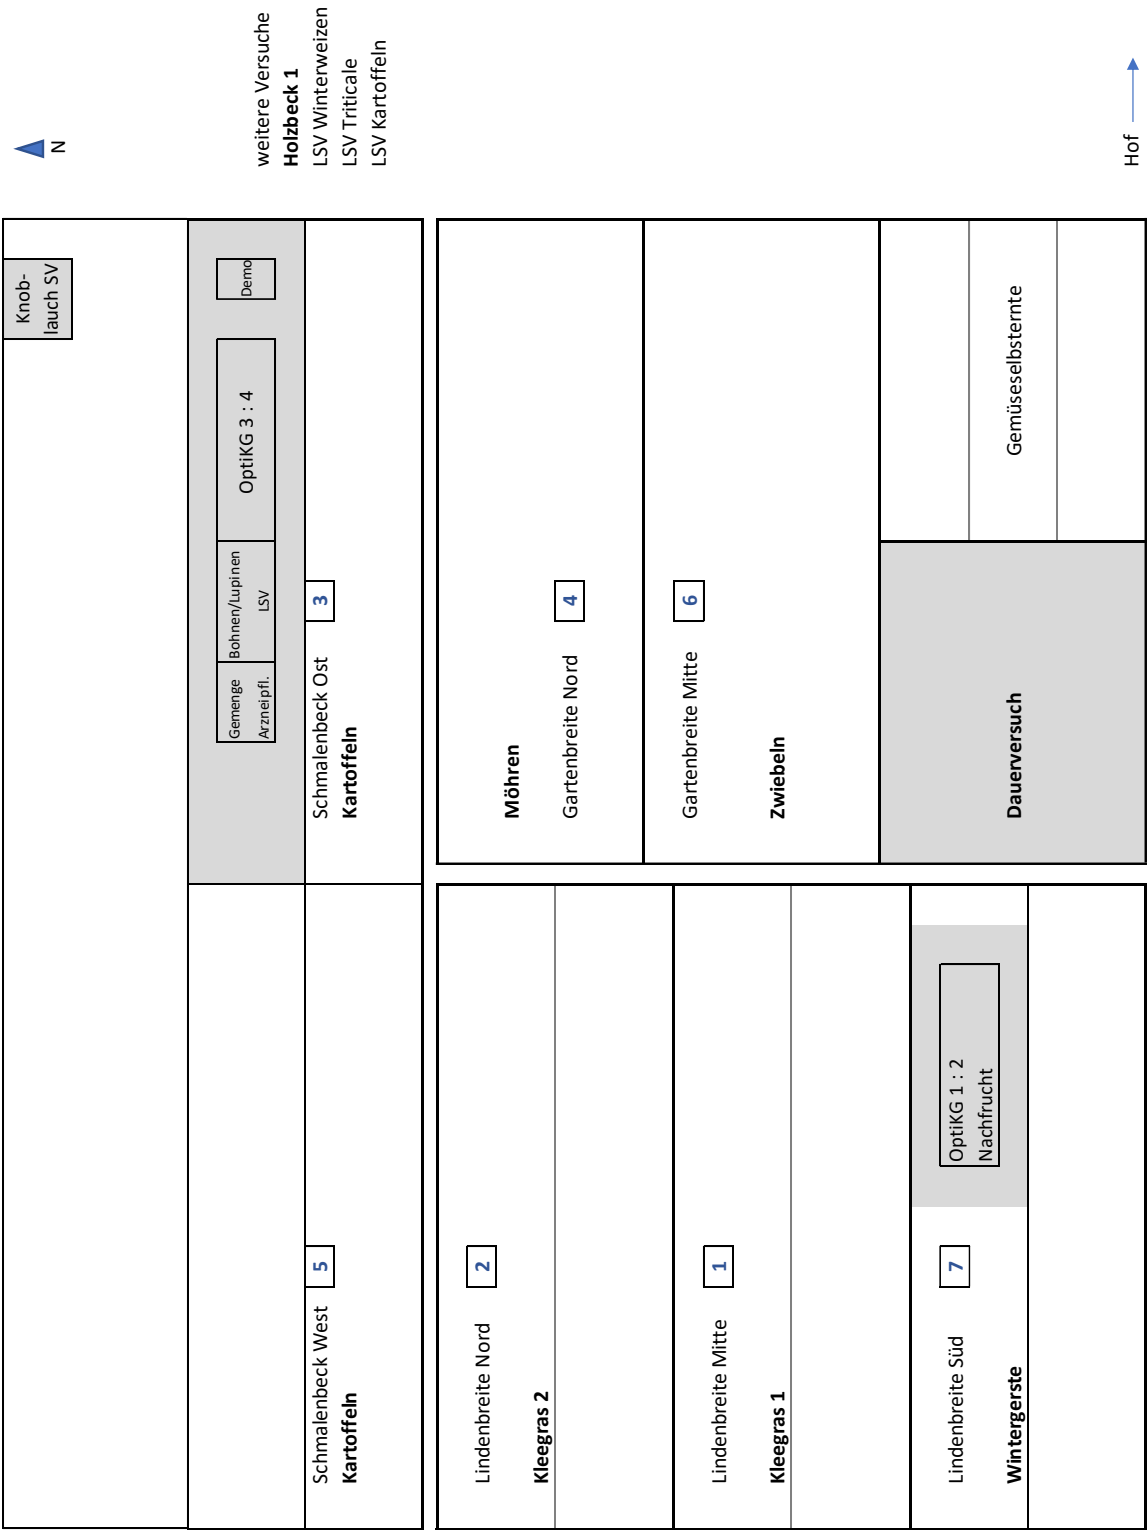 N
Knob-
lauch SV
weitere Versuche
Holzbeck 1
LSV Winterweizen
LSV Triticale
LSV Kartoffeln
Gemenge
Arzneipfl.
Bohnen/Lupinen
LSV
OptiKG 3 : 4
Demo
Schmalenbeck West
5
Kartoffeln
Schmalenbeck Ost
3
Kartoffeln
Lindenbreite Nord
2
Kleegras 2
Möhren
Gartenbreite Nord
4
Lindenbreite Mitte
1
Kleegras 1
Gartenbreite Mitte
6
Zwiebeln
Lindenbreite Süd
7
Wintergerste
OptiKG 1 : 2
Nachfrucht
Dauerversuch
Gemüseselbsternte
Hof